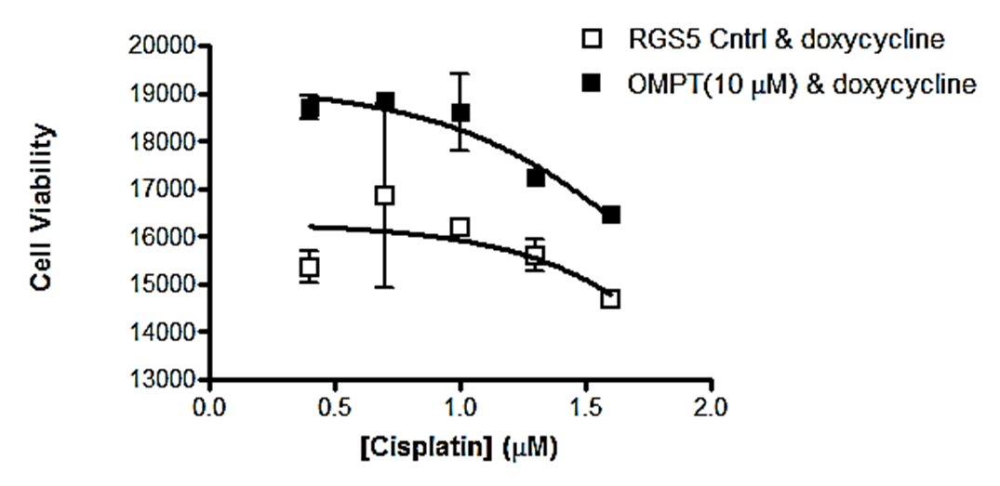 RGS5 Cntrl & doxycycline
OMPT(10 μM) & doxycycline
Cell Viability
20000
19000
18000
17000
16000
15000
14000
13000
0.0 0.5 1.0 1.5 2.0
[Cisplatin] (μM)